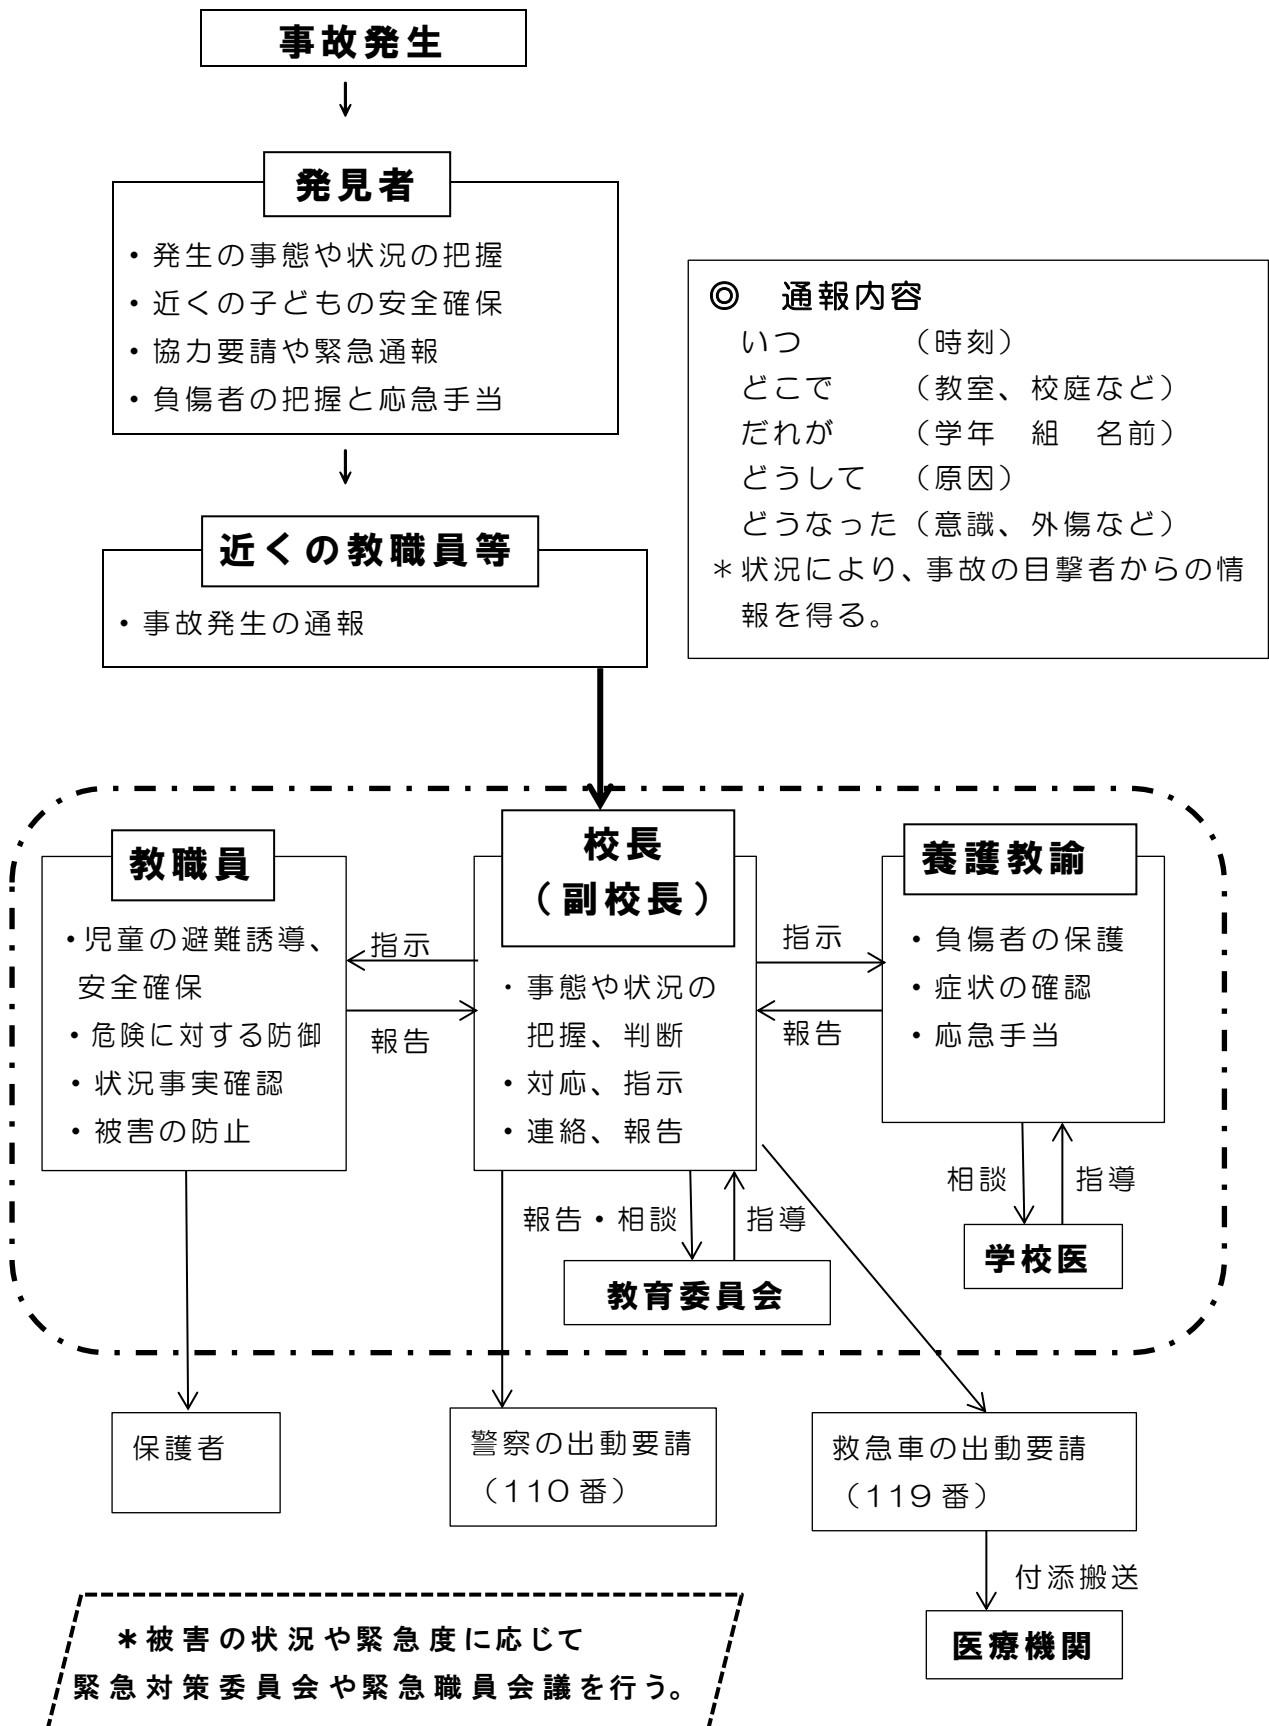 事故発生
発見者
・発生の事態や状況の把握
・近くの子どもの安全確保
・協力要請や緊急通報
・負傷者の把握と応急手当
◎　通報内容
いつ　　　（時刻）
どこで　　（教室、校庭など）
だれが　　（学年　組　名前）
どうして　（原因）
どうなった（意識、外傷など）
＊状況により、事故の目撃者からの情
報を得る。
近くの教職員等
・事故発生の通報
教職員
・児童の避難誘導、
安全確保
・危険に対する防御
・状況事実確認
・被害の防止
指示
報告
校長
（副校長）
・事態や状況の
把握、判断
・対応、指示
・連絡、報告
指示
報告
養護教諭
・負傷者の保護
・症状の確認
・応急手当
報告・相談
指導
教育委員会
相談
指導
学校医
保護者
警察の出動要請
（110番）
救急車の出動要請
（119番）
付添搬送
医療機関
＊被害の状況や緊急度に応じて
緊急対策委員会や緊急職員会議を行う。